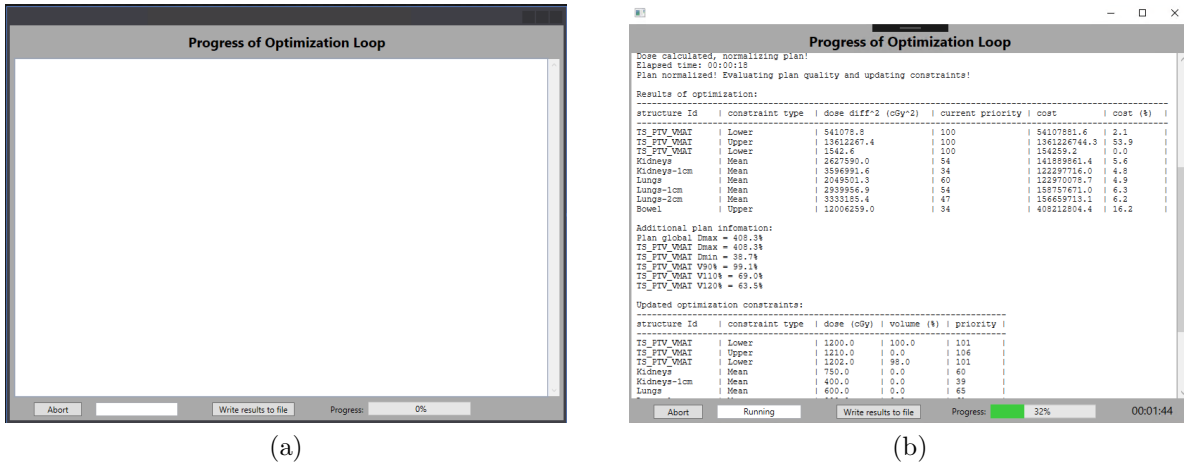 Progress of Optimization Loop
Abort
Write results to file
Progress:
0%
(a)
Progress of Optimization Loop
Dose calculated, normalizing plan!
Elapsed time: 00:00:18
Plan normalized! Evaluating plan quality and updating constraints!
Results of optimization:
--------------------------------------------------------------------------------
structure Id | constraint type | dose diff^2 (cGy^2) | current priority | cost | cost (%) |
--------------------------------------------------------------------------------
TS_PTV_VMAT | Lower | 541078.8 | 100 | 54107881.6 | 2.1 |
TS_PTV_VMAT | Upper | 13612267.4 | 100 | 1361226744.3 | 53.9 |
TS_PTV_VMAT | Lower | 1542.6 | 100 | 154259.2 | 0.0 |
Kidneys | Mean | 2627590.0 | 54 | 141889861.4 | 5.6 |
Kidneys-1cm | Mean | 3596991.6 | 34 | 122297716.0 | 4.8 |
Lungs | Mean | 2049501.3 | 60 | 122970078.7 | 4.9 |
Lungs-1cm | Mean | 2939956.9 | 54 | 158757671.0 | 6.3 |
Lungs-2cm | Mean | 3333185.4 | 47 | 156659713.1 | 6.2 |
Bowel | Upper | 12006259.0 | 34 | 408212804.4 | 16.2 |
Additional plan infomation:
Plan global Dmax = 408.3%
TS_PTV_VMAT Dmax = 408.3%
TS_PTV_VMAT Dmin = 38.7%
TS_PTV_VMAT V90% = 99.1%
TS_PTV_VMAT V110% = 69.0%
TS_PTV_VMAT V120% = 63.5%
Updated optimization constraints:
--------------------------------------------------------
structure Id | constraint type | dose (cGy) | volume (%) | priority |
--------------------------------------------------------
TS_PTV_VMAT | Lower | 1200.0 | 100.0 | 101 |
TS_PTV_VMAT | Upper | 1210.0 | 0.0 | 106 |
TS_PTV_VMAT | Lower | 1202.0 | 98.0 | 101 |
Kidneys | Mean | 750.0 | 0.0 | 60 |
Kidneys-1cm | Mean | 400.0 | 0.0 | 39 |
Lungs | Mean | 600.0 | 0.0 | 65 |
Abort
Running
Write results to file
Progress:
32%
00:01:44
(b)